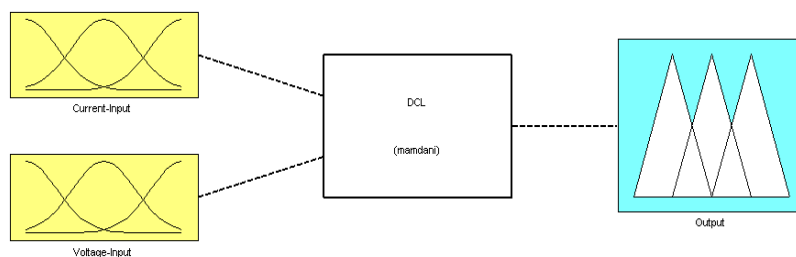 Current-Input
Voltage-Input
DCL
(mamdani)
Output